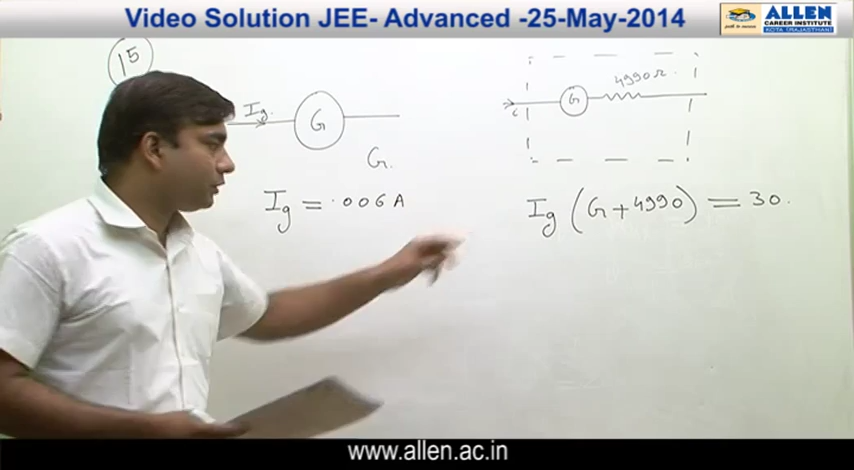 Video Solution JEE- Advanced -25-May-2014
ALLEN
CAREER INSTITUTE
KOTA (RAJASTHAN)
15
Ig
G
G.
Ig = .006A
4990Ω.
G
i
Ig (G+4990) = 30.
www.allen.ac.in